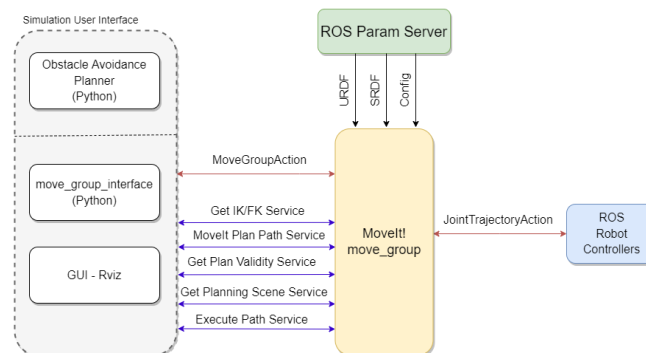 Simulation User Interface
Obstacle Avoidance
Planner
(Python)
move_group_interface
(Python)
GUI - Rviz
ROS Param Server
URDF
SRDF
Config
MoveGroupAction
Get IK/FK Service
MoveIt Plan Path Service
Get Plan Validity Service
Get Planning Scene Service
Execute Path Service
MoveIt!
move_group
JointTrajectoryAction
ROS
Robot
Controllers